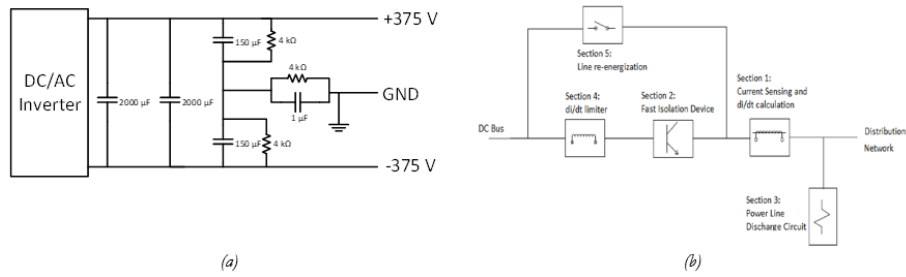 DC/AC
Inverter
2000 µF
2000 µF
150 µF
4 kΩ
4 kΩ
1 µF
150 µF
4 kΩ
+375 V
GND
-375 V
(a)
Section 5:
Line re-energization
Section 4:
di/dt limiter
Section 2:
Fast Isolation Device
Section 1:
Current Sensing and
di/dt calculation
DC Bus
Distribution
Network
Section 3:
Power Line
Discharge Circuit
(b)